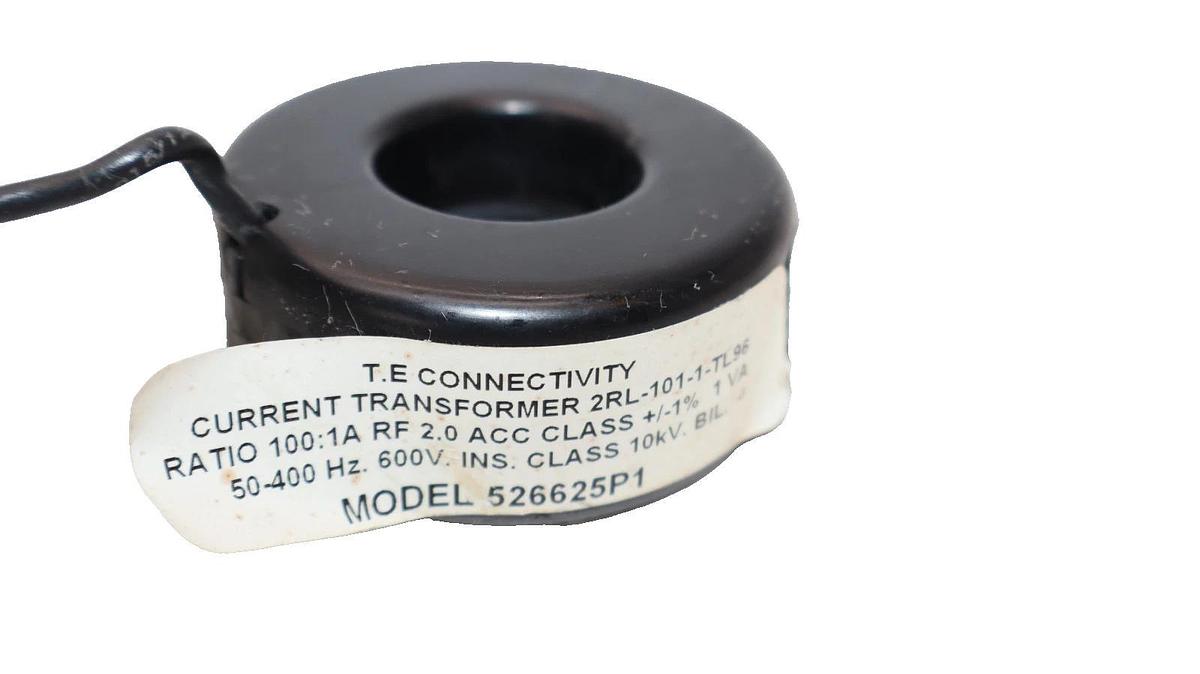 T.E CONNECTIVITY
CURRENT TRANSFORMER 2RL-101-1-TL96
RATIO 100:1A RF 2.0 ACC CLASS +/-1% 1 VA
50-400 Hz. 600V. INS. CLASS 10kV. BIL.
MODEL 526625P1